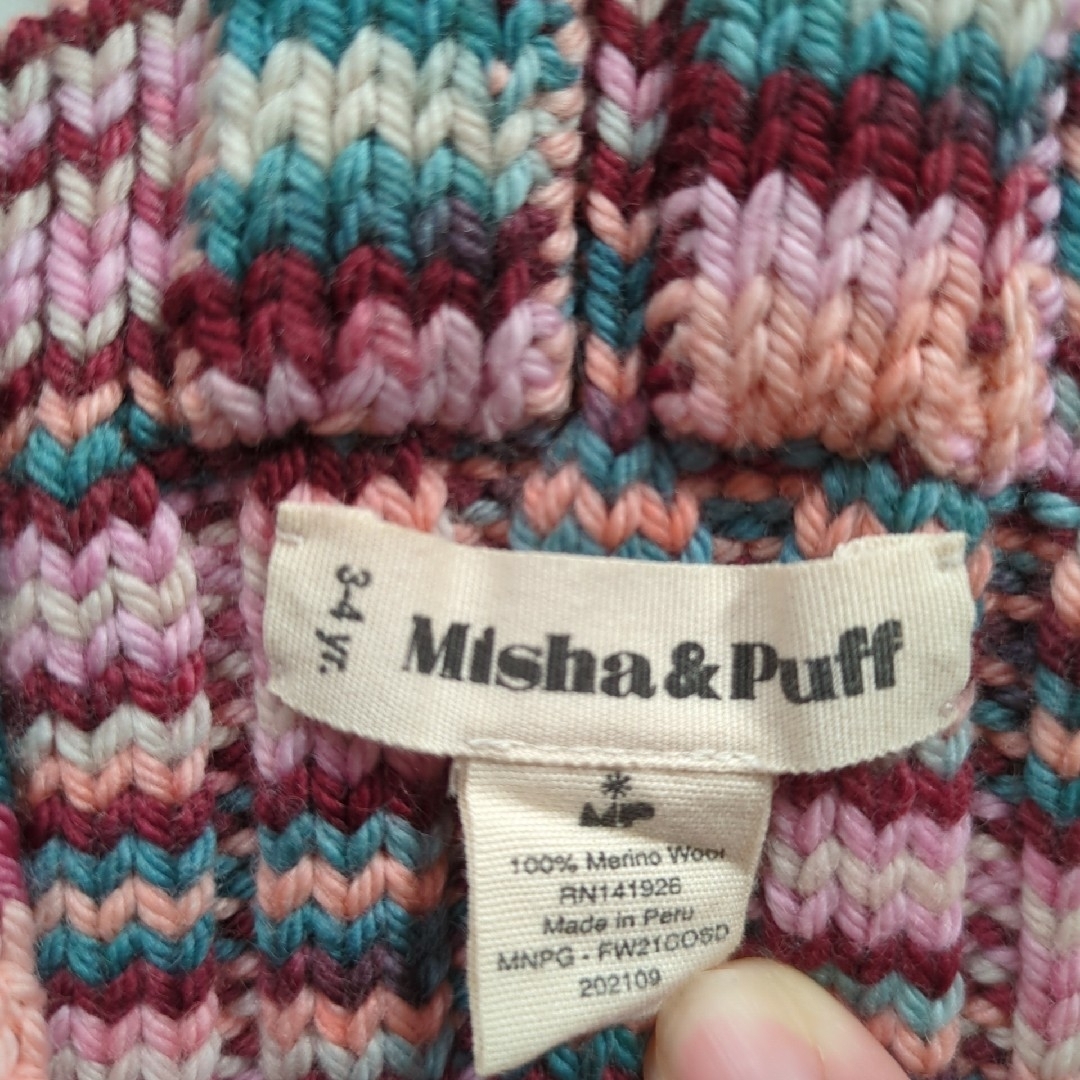 3-4 yr.
Misha & Puff
MP
100% Merino Wool
RN141926
Made in Peru
MNPG - FW21COSD
202109